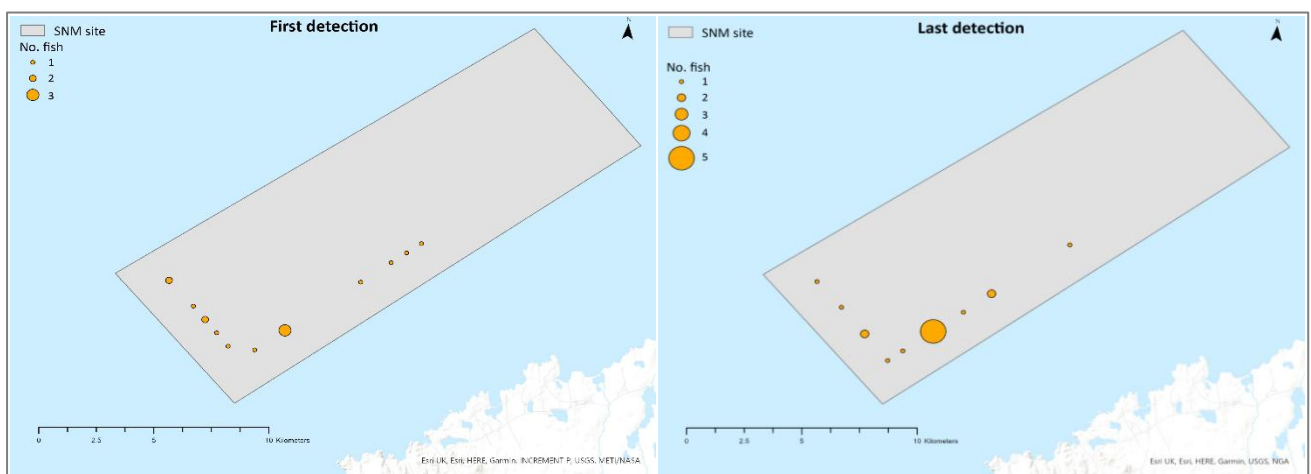 First detection
N
SNM site
No. fish
1
2
3
0
2.5
5
10 Kilometers
Esri UK, Esri, HERE, Garmin, INCREMENT P, USGS, METI/NASA
Last detection
N
SNM site
No. fish
1
2
3
4
5
0
2.5
5
10 Kilometers
Esri UK, Esri, HERE, Garmin, USGS, NGA